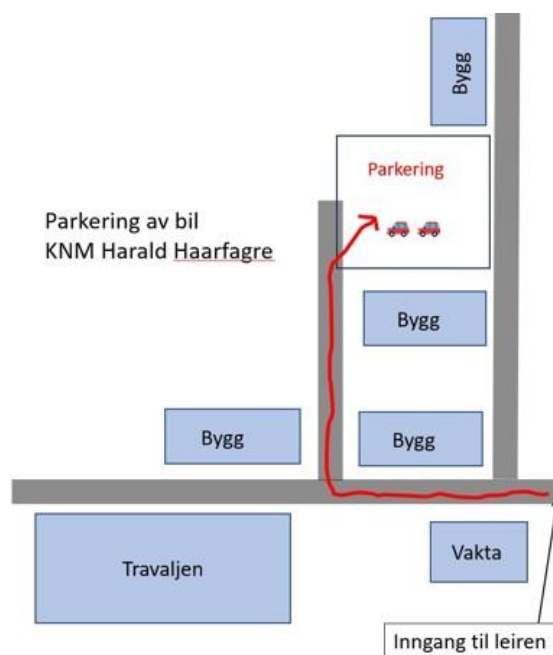 Bygg
Parkering
Parkering av bil
KNM Harald Haarfagre
Bygg
Bygg
Bygg
Travaljen
Vakta
Inngang til leiren